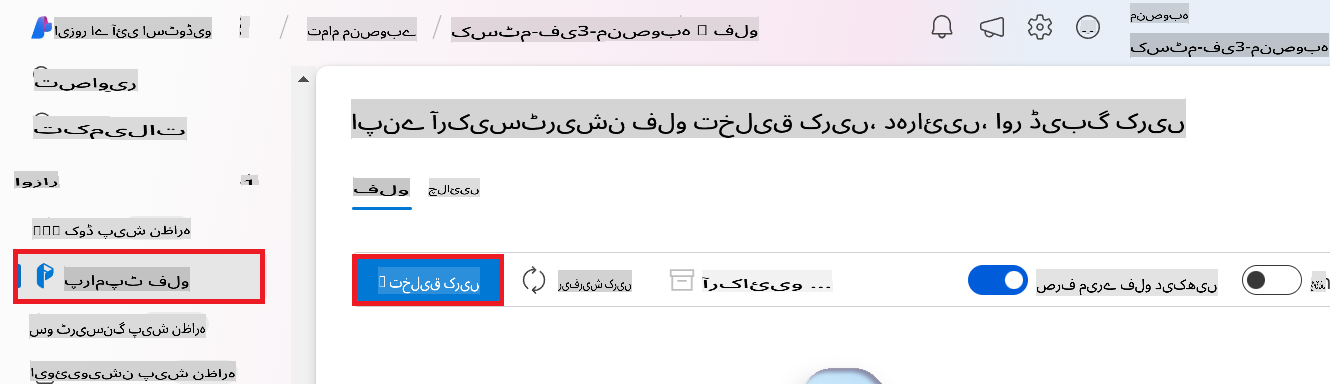 ایزور اے آئی اسٹوڈیو / تمام منصوبے / کسٹم-فی3-منصوبہ فلو
منصوبہ
کسٹم-فی3-منصوبہ
تصاویر
تکمیلات
اوزار
کوڈ پیش نظارہ
پرامپٹ فلو
ٹریسنگ پیش نظارہ
پیش نظارہ
اپنے آرکیسٹریشن فلو تخلیق کریں، دہرائیں، اور ڈیبگ کریں
فلو چلائیں
تخلیق کریں ریفریش کریں آرکائیو ... صرف میرے فلو دیکھیں